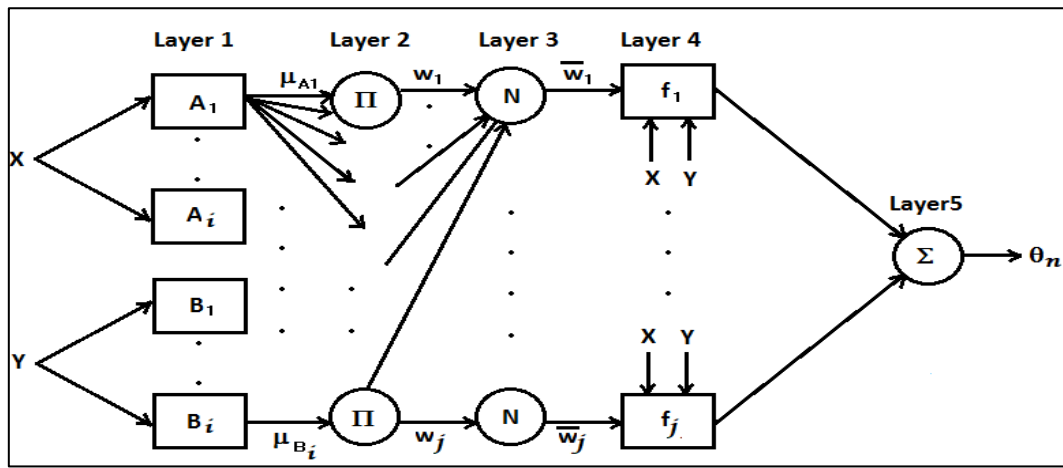 Layer 1 Layer 2 Layer 3 Layer 4
A1 μA1 Π w1 N w̅1 f1
X
X Y
Ai
Layer5
Σ θn
B1
X Y
Y
Bi μBi Π wj N w̅j fj.